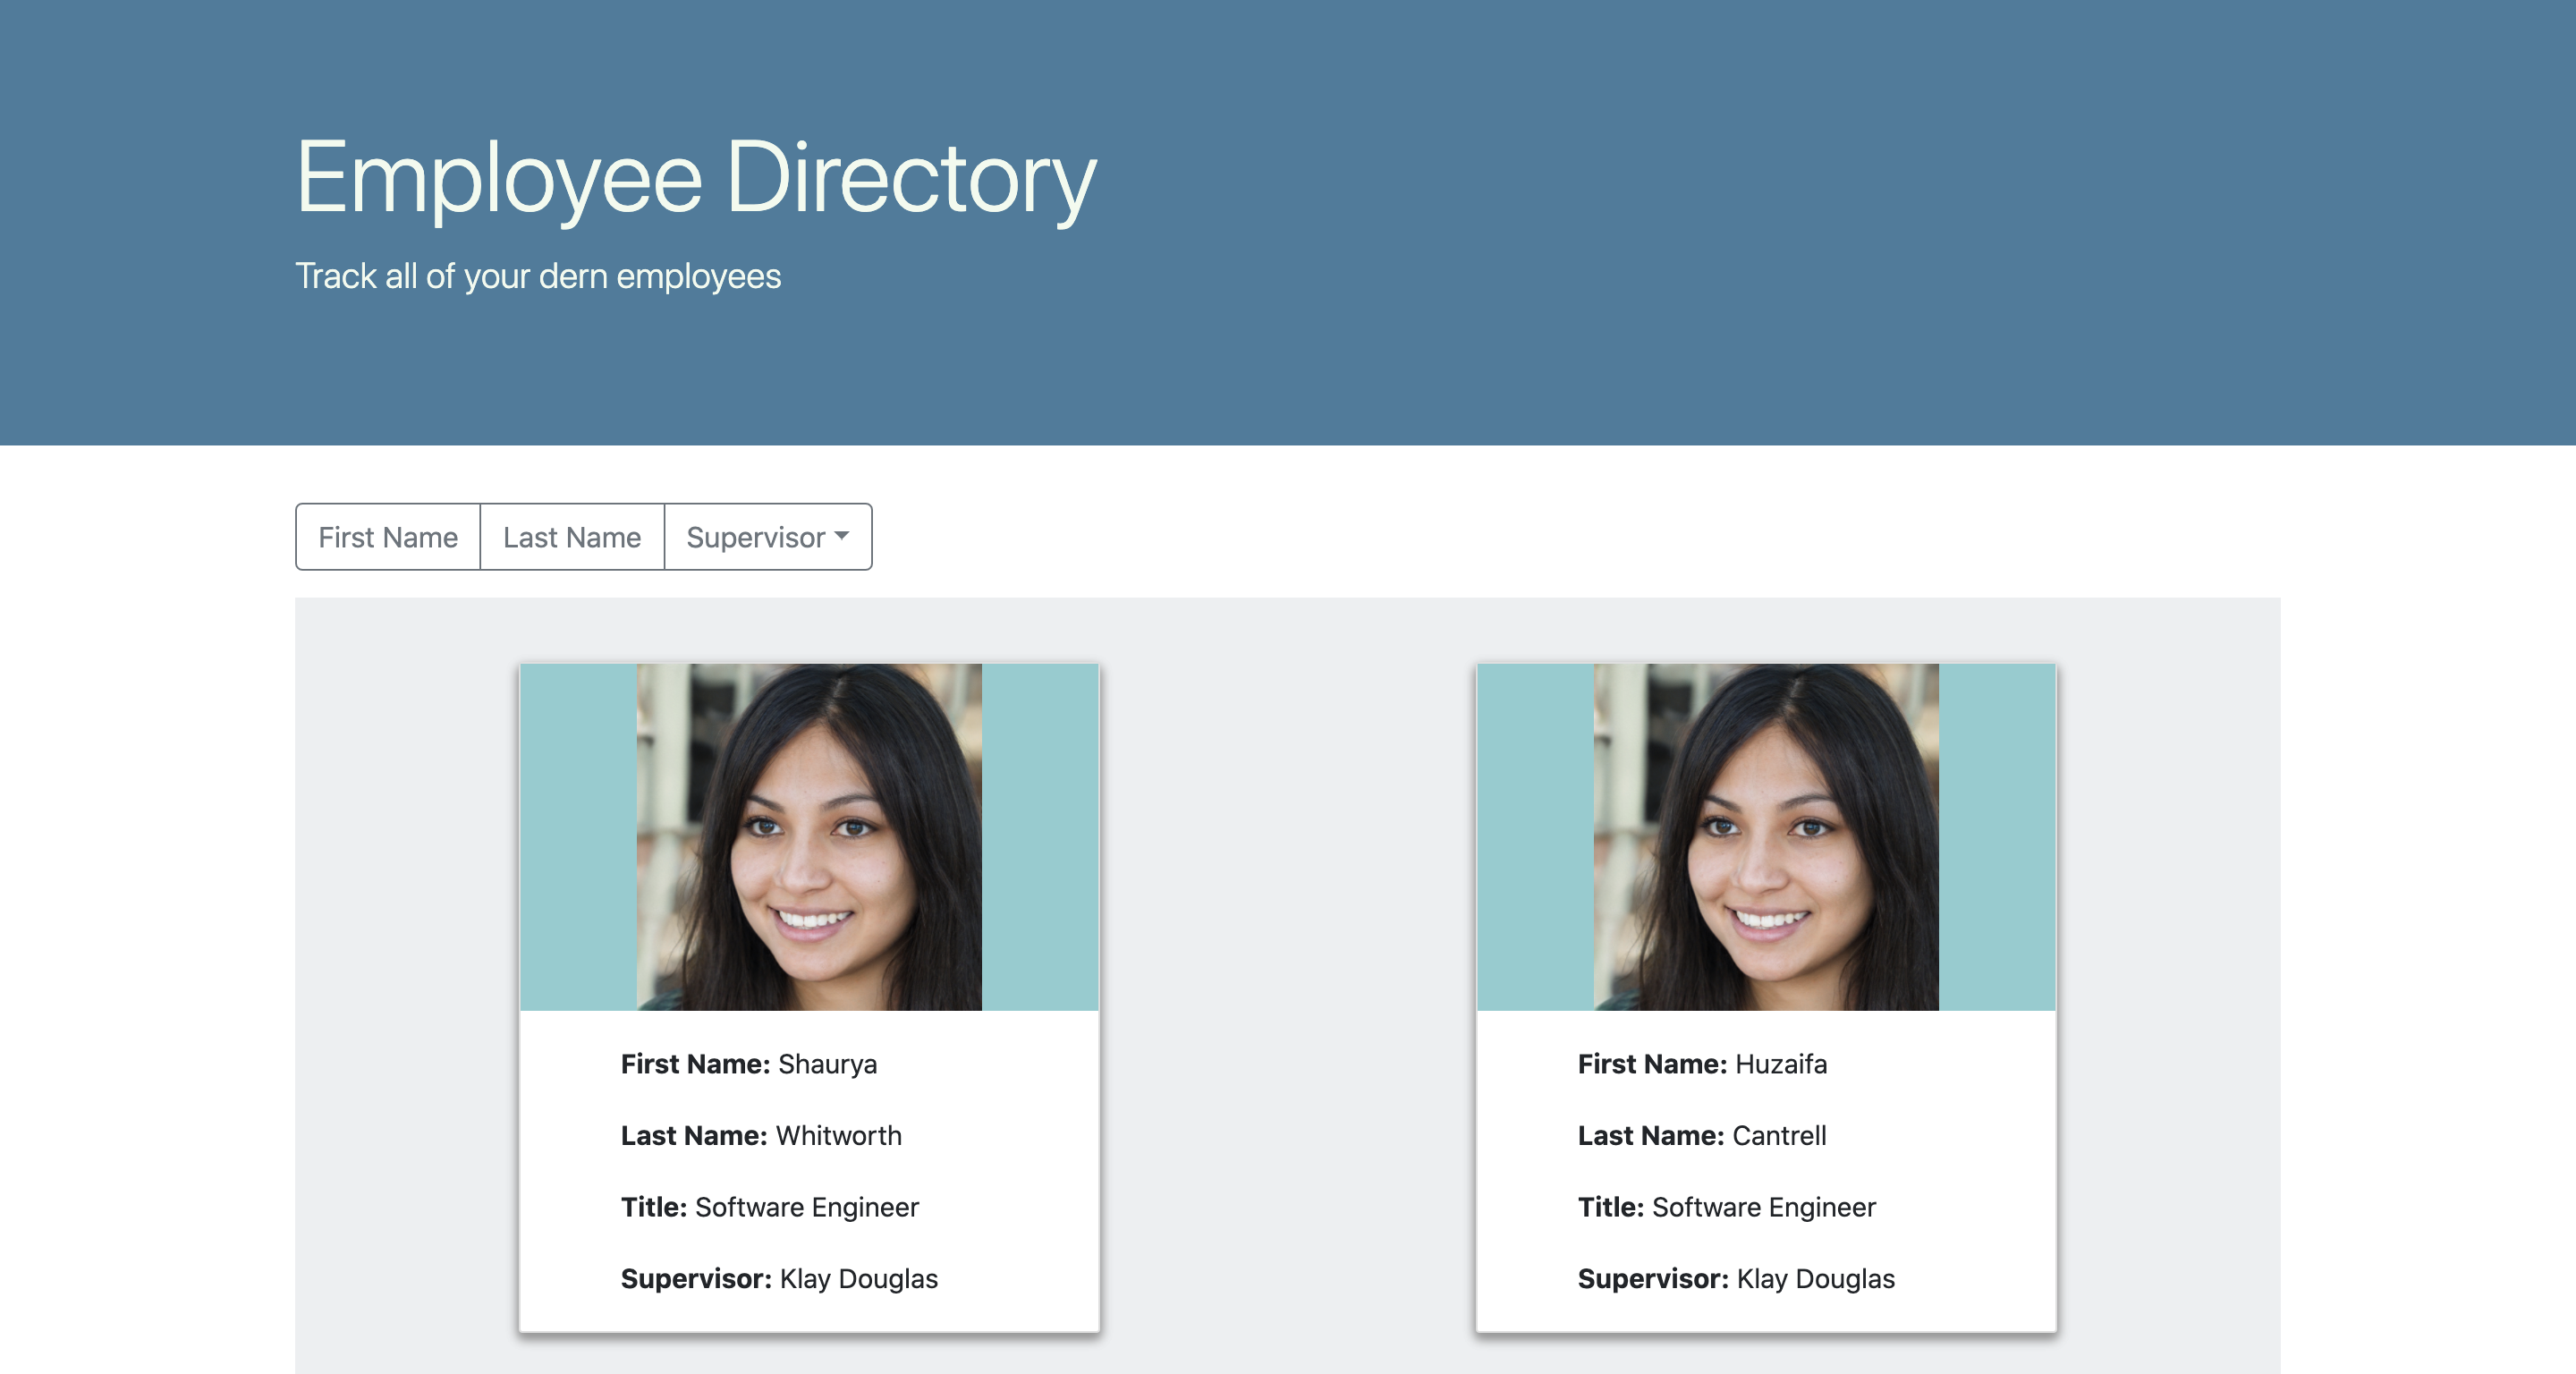 Employee Directory
Track all of your dern employees
First Name Last Name Supervisor
First Name: Shaurya
Last Name: Whitworth
Title: Software Engineer
Supervisor: Klay Douglas
First Name: Huzaifa
Last Name: Cantrell
Title: Software Engineer
Supervisor: Klay Douglas